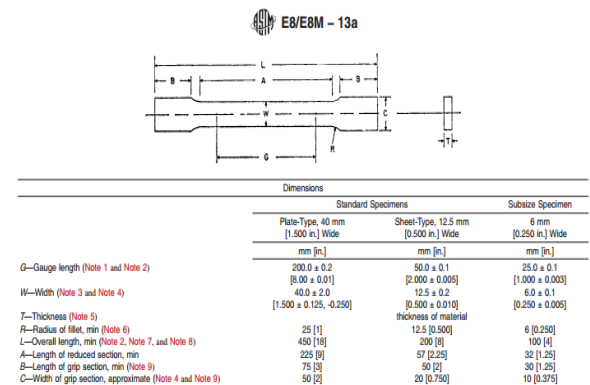 ASTM E8/E8M – 13a
L
B A B
W C
T
R
G
Dimensions
Standard Specimens Subsize Specimen
Plate-Type, 40 mm Sheet-Type, 12.5 mm 6 mm
[1.500 in.] Wide [0.500 in.] Wide [0.250 in.] Wide
mm [in.] mm [in.] mm [in.]
G—Gauge length (Note 1 and Note 2) 200.0 ± 0.2 50.0 ± 0.1 25.0 ± 0.1
[8.00 ± 0.01] [2.000 ± 0.005] [1.000 ± 0.003]
W—Width (Note 3 and Note 4) 40.0 ± 2.0 12.5 ± 0.2 6.0 ± 0.1
[1.500 ± 0.125, -0.250] [0.500 ± 0.010] [0.250 ± 0.005]
T—Thickness (Note 5) thickness of material
R—Radius of fillet, min (Note 6) 25 [1] 12.5 [0.500] 6 [0.250]
L—Overall length, min (Note 2, Note 7, and Note 8) 450 [18] 200 [8] 100 [4]
A—Length of reduced section, min 225 [9] 57 [2.25] 32 [1.25]
B—Length of grip section, min (Note 9) 75 [3] 50 [2] 30 [1.25]
C—Width of grip section, approximate (Note 4 and Note 9) 50 [2] 20 [0.750] 10 [0.375]